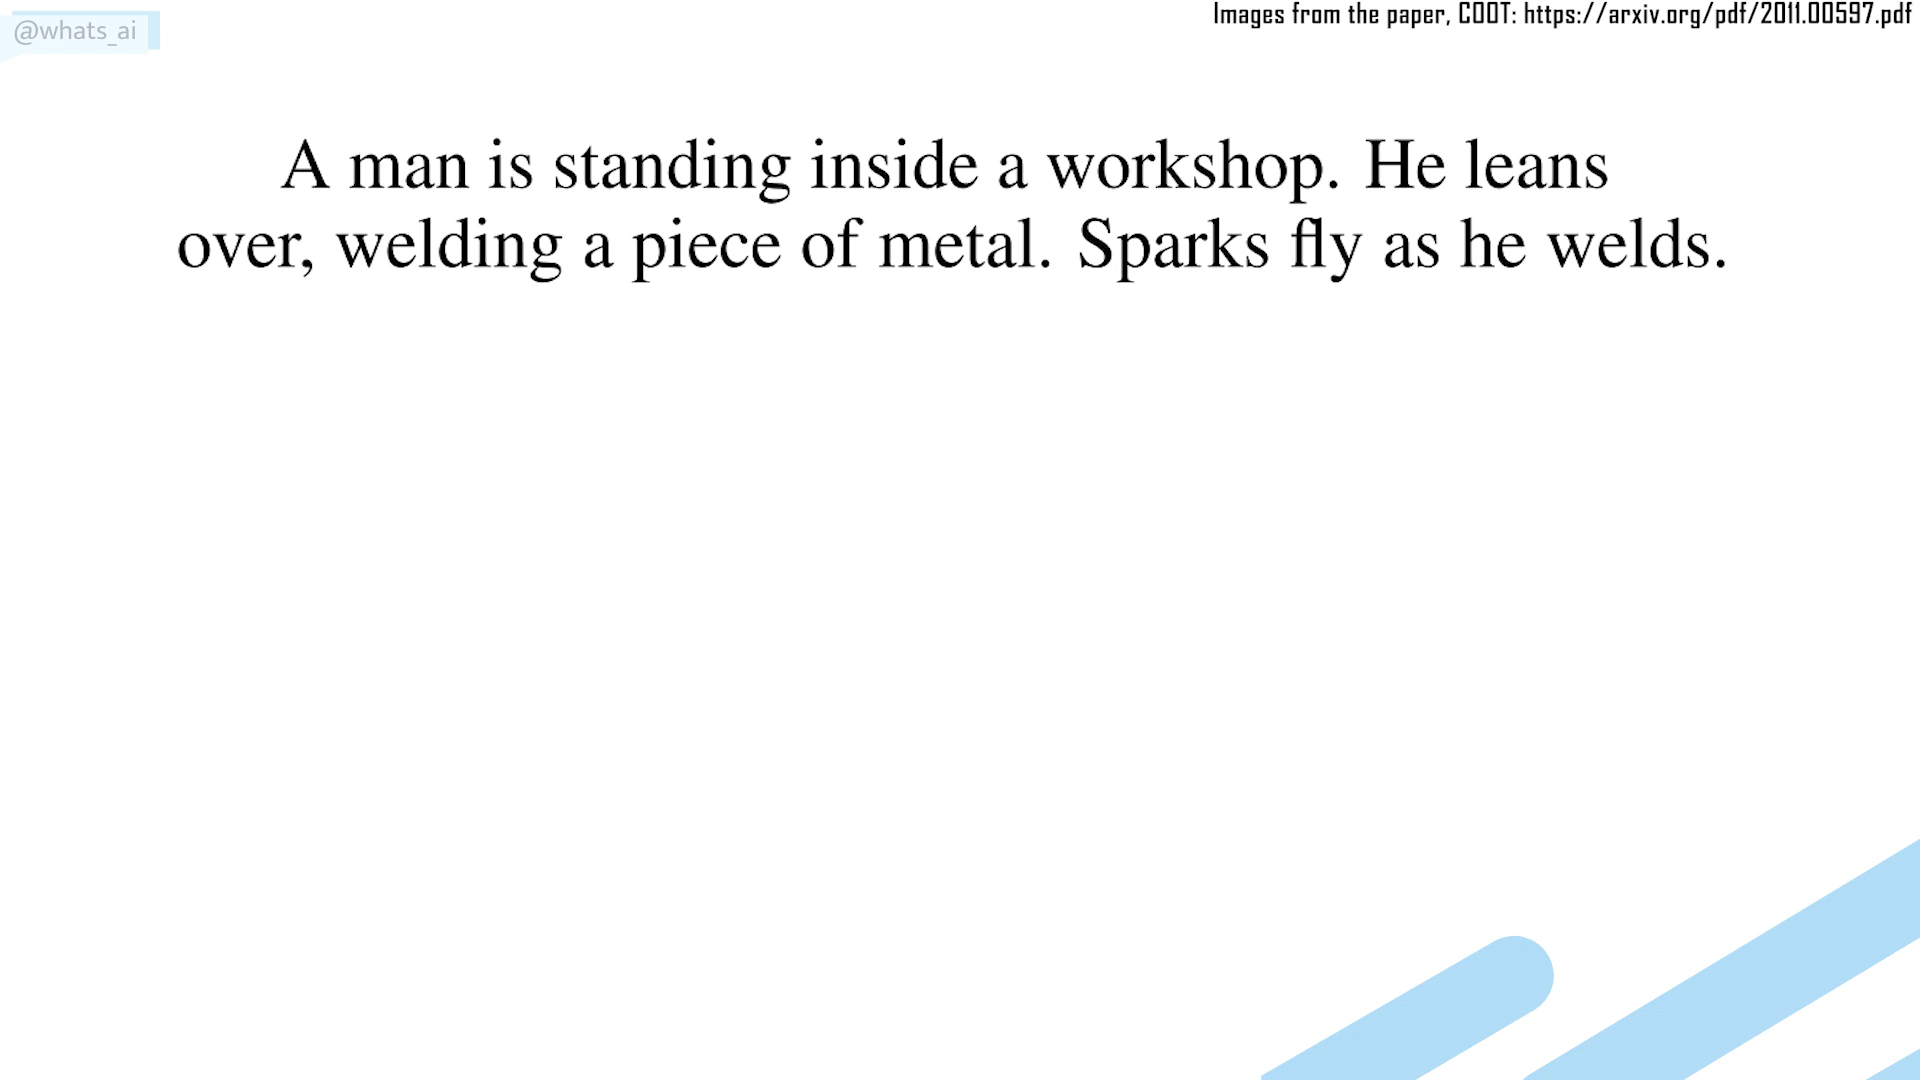 @whats_ai
Images from the paper, COOT: https://arxiv.org/pdf/2011.00597.pdf
A man is standing inside a workshop. He leans
over, welding a piece of metal. Sparks fly as he welds.